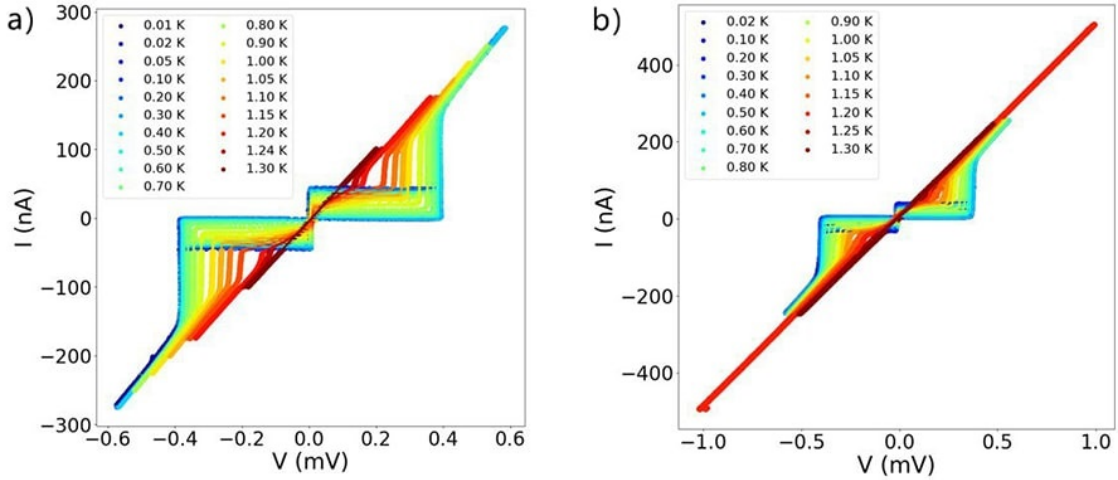 a)
300
200
100
0
−100
−200
−300
I (nA)
0.01 K
0.02 K
0.05 K
0.10 K
0.20 K
0.30 K
0.40 K
0.50 K
0.60 K
0.70 K
0.80 K
0.90 K
1.00 K
1.05 K
1.10 K
1.15 K
1.20 K
1.24 K
1.30 K
−0.6 −0.4 −0.2 0.0 0.2 0.4 0.6
V (mV)
b)
400
200
0
−200
−400
I (nA)
0.02 K
0.10 K
0.20 K
0.30 K
0.40 K
0.50 K
0.60 K
0.70 K
0.80 K
0.90 K
1.00 K
1.05 K
1.10 K
1.15 K
1.20 K
1.25 K
1.30 K
−1.0 −0.5 0.0 0.5 1.0
V (mV)